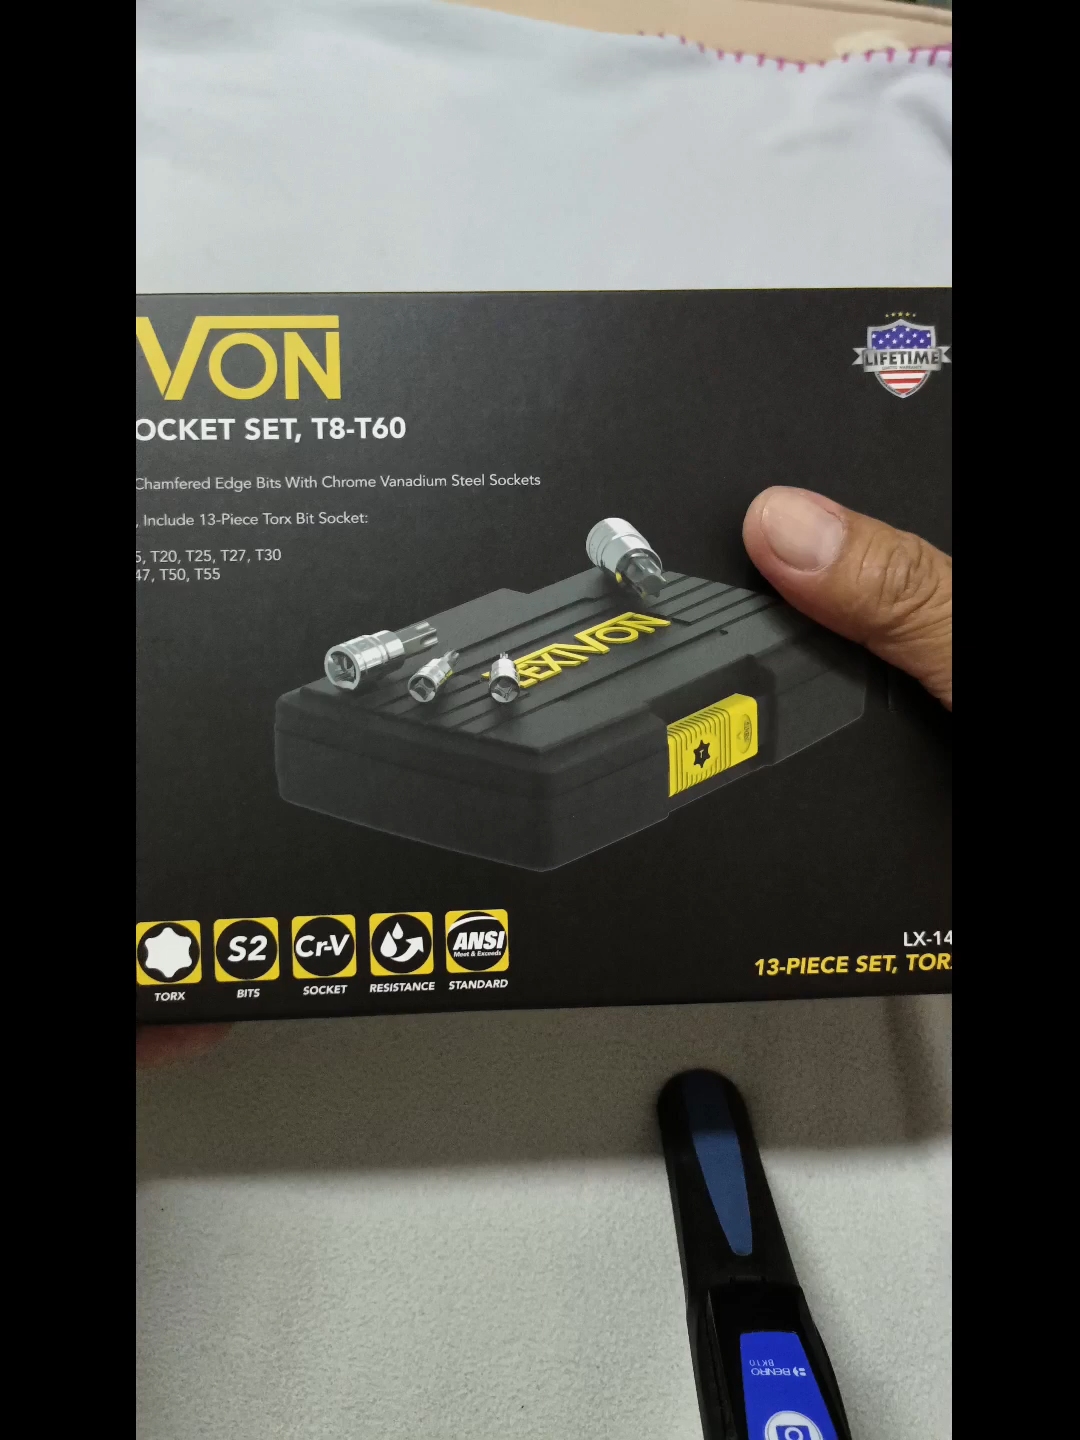 VON
OCKET SET, T8-T60
Chamfered Edge Bits With Chrome Vanadium Steel Sockets
, Include 13-Piece Torx Bit Socket:
5, T20, T25, T27, T30
47, T50, T55
LIFETIME
LEXIVON
T
TORX
S2
BITS
Cr-V
SOCKET
RESISTANCE
ANSI
Meet & Exceeds
STANDARD
LX-14
13-PIECE SET, TOR
BENRO
BK10